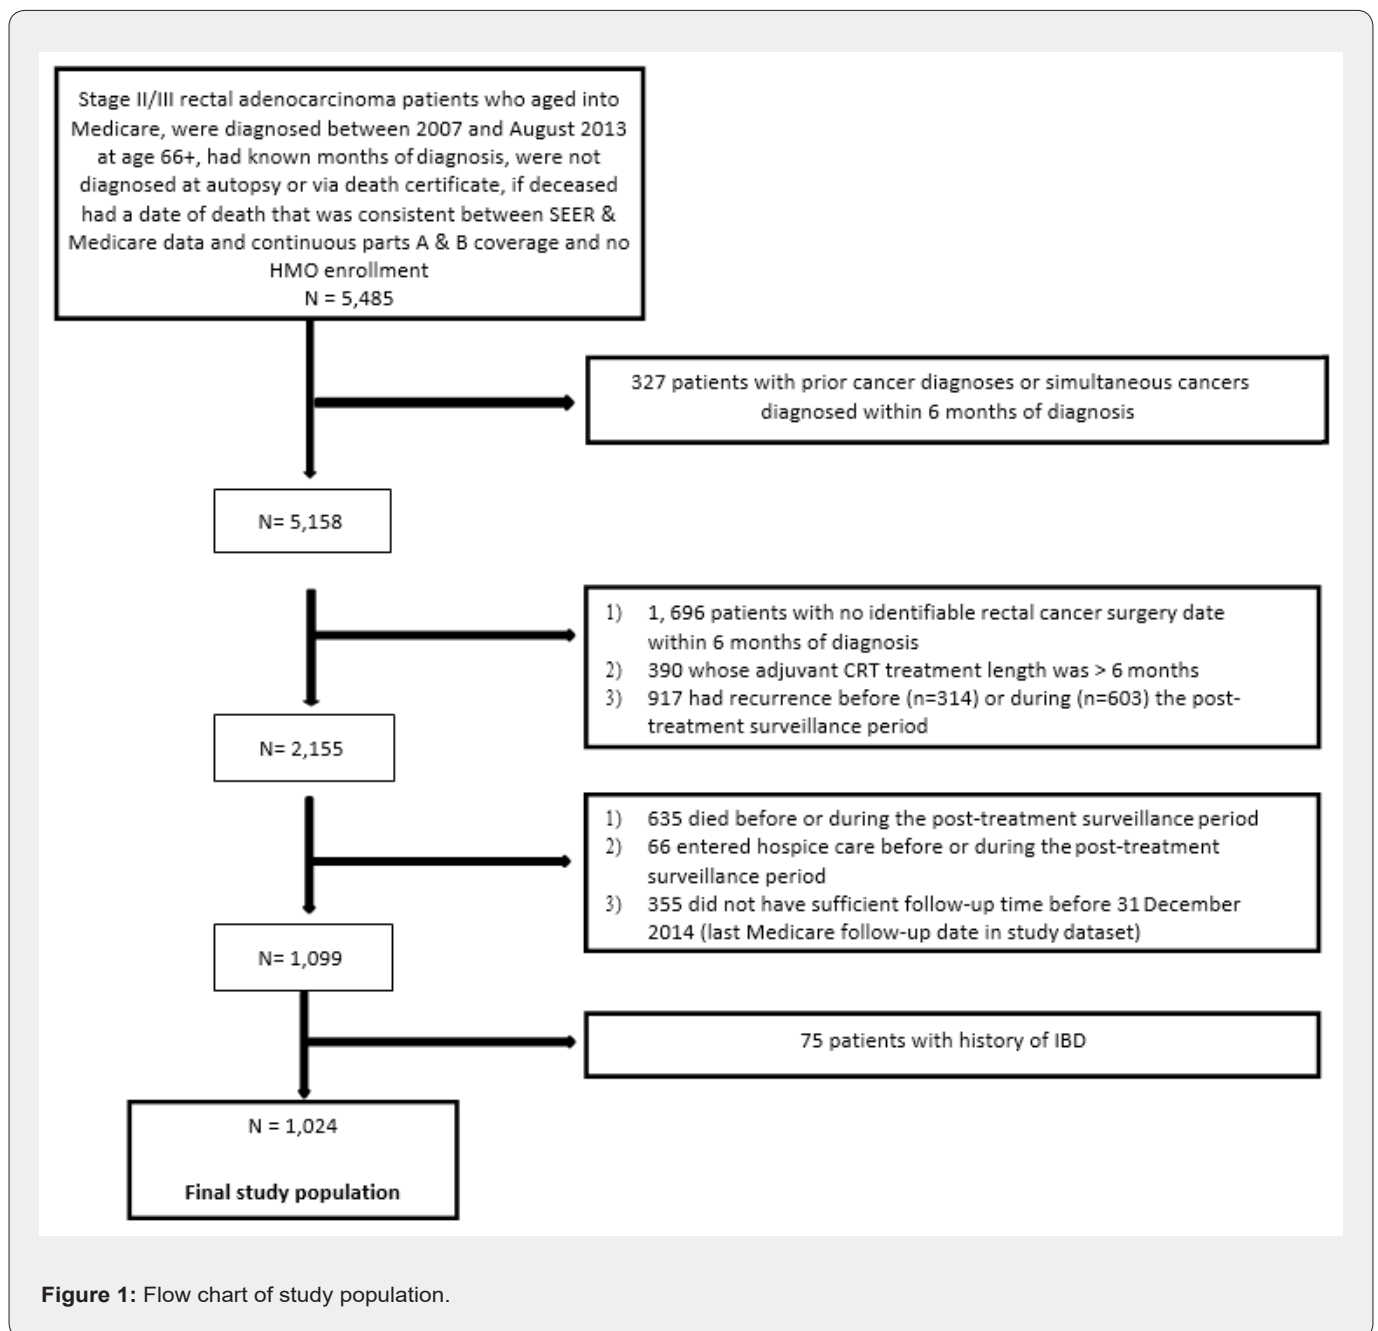 Stage II/III rectal adenocarcinoma patients who aged into
Medicare, were diagnosed between 2007 and August 2013
at age 66+, had known months of diagnosis, were not
diagnosed at autopsy or via death certificate, if deceased
had a date of death that was consistent between SEER &
Medicare data and continuous parts A & B coverage and no
HMO enrollment
N = 5,485
327 patients with prior cancer diagnoses or simultaneous cancers
diagnosed within 6 months of diagnosis
N= 5,158
1) 1, 696 patients with no identifiable rectal cancer surgery date
within 6 months of diagnosis
2) 390 whose adjuvant CRT treatment length was > 6 months
3) 917 had recurrence before (n=314) or during (n=603) the post-
treatment surveillance period
N= 2,155
1) 635 died before or during the post-treatment surveillance period
2) 66 entered hospice care before or during the post-treatment
surveillance period
3) 355 did not have sufficient follow-up time before 31 December
2014 (last Medicare follow-up date in study dataset)
N= 1,099
75 patients with history of IBD
N = 1,024
Final study population
Figure 1: Flow chart of study population.